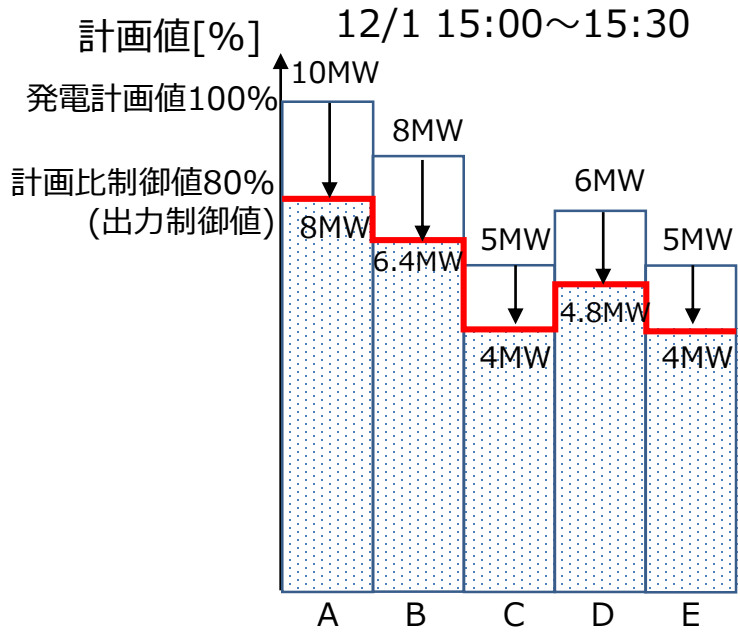 12/1 15:00～15:30
計画値[%]
10MW
発電計画値100%
8MW
計画比制御値80%
(出力制御値)
6MW
8MW
5MW
5MW
6.4MW
4.8MW
4MW
4MW
A B C D E